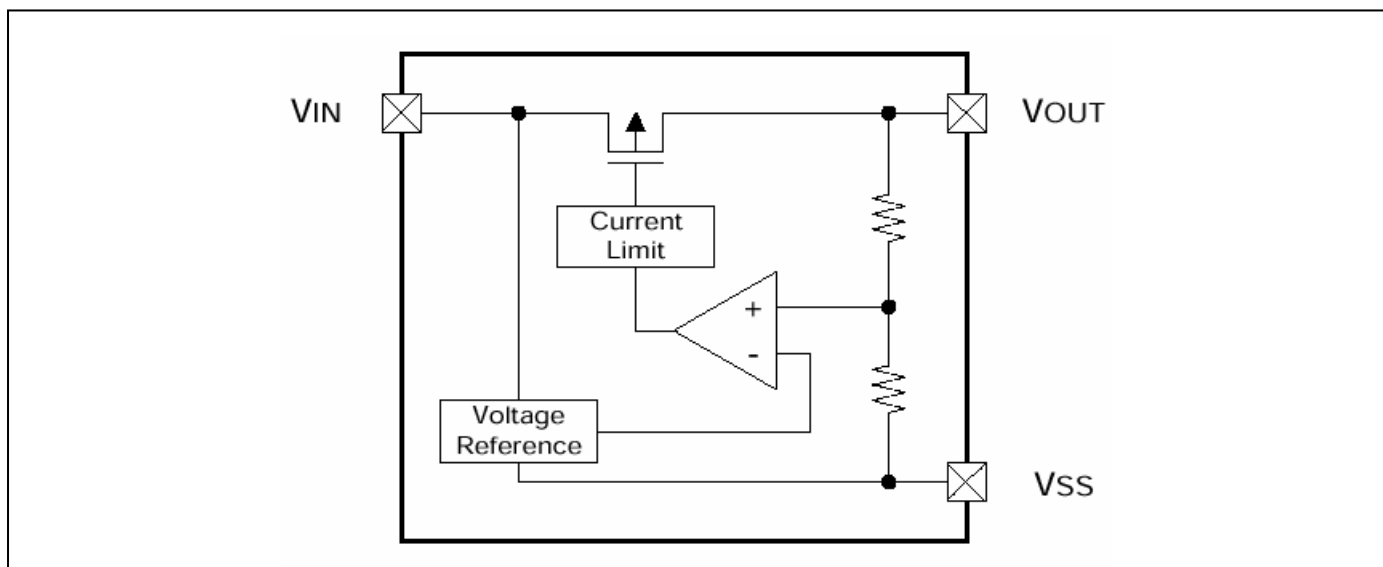 VIN
VOUT
Current
Limit
+
-
Voltage
Reference
VSS